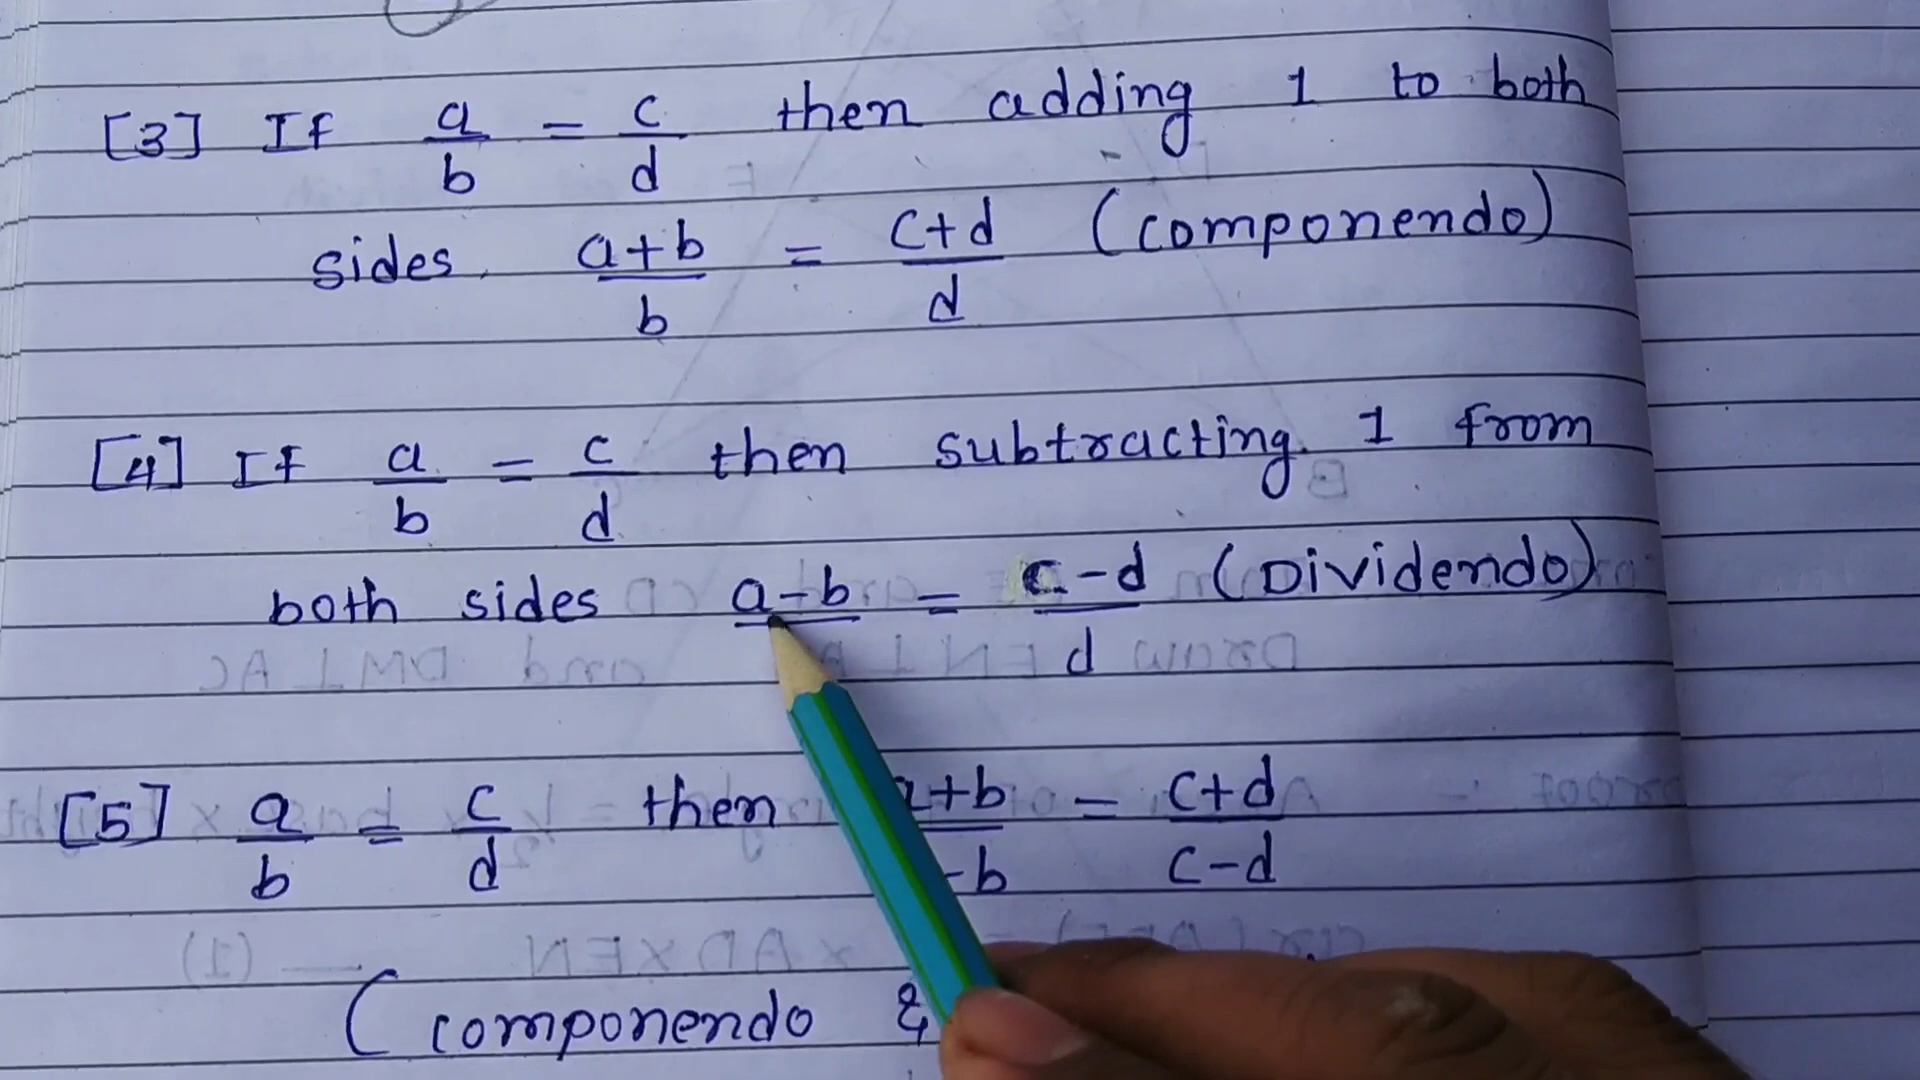 [3] If a/b = c/d then adding 1 to both
sides a+b/b = c+d/d (componendo)
[4] If a/b = c/d then subtracting 1 from
both sides a-b = c-d/d (Dividendo)
[5] a/b = c/d then +b/-b = c+d/c-d
(componendo &